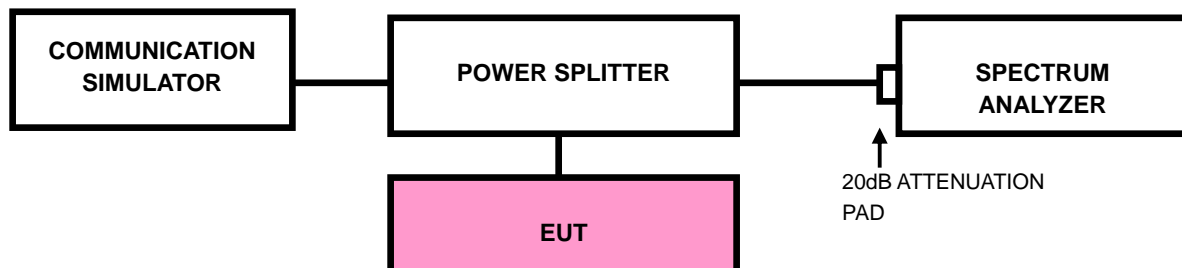 COMMUNICATION
SIMULATOR
POWER SPLITTER
SPECTRUM
ANALYZER
20dB ATTENUATION
PAD
EUT